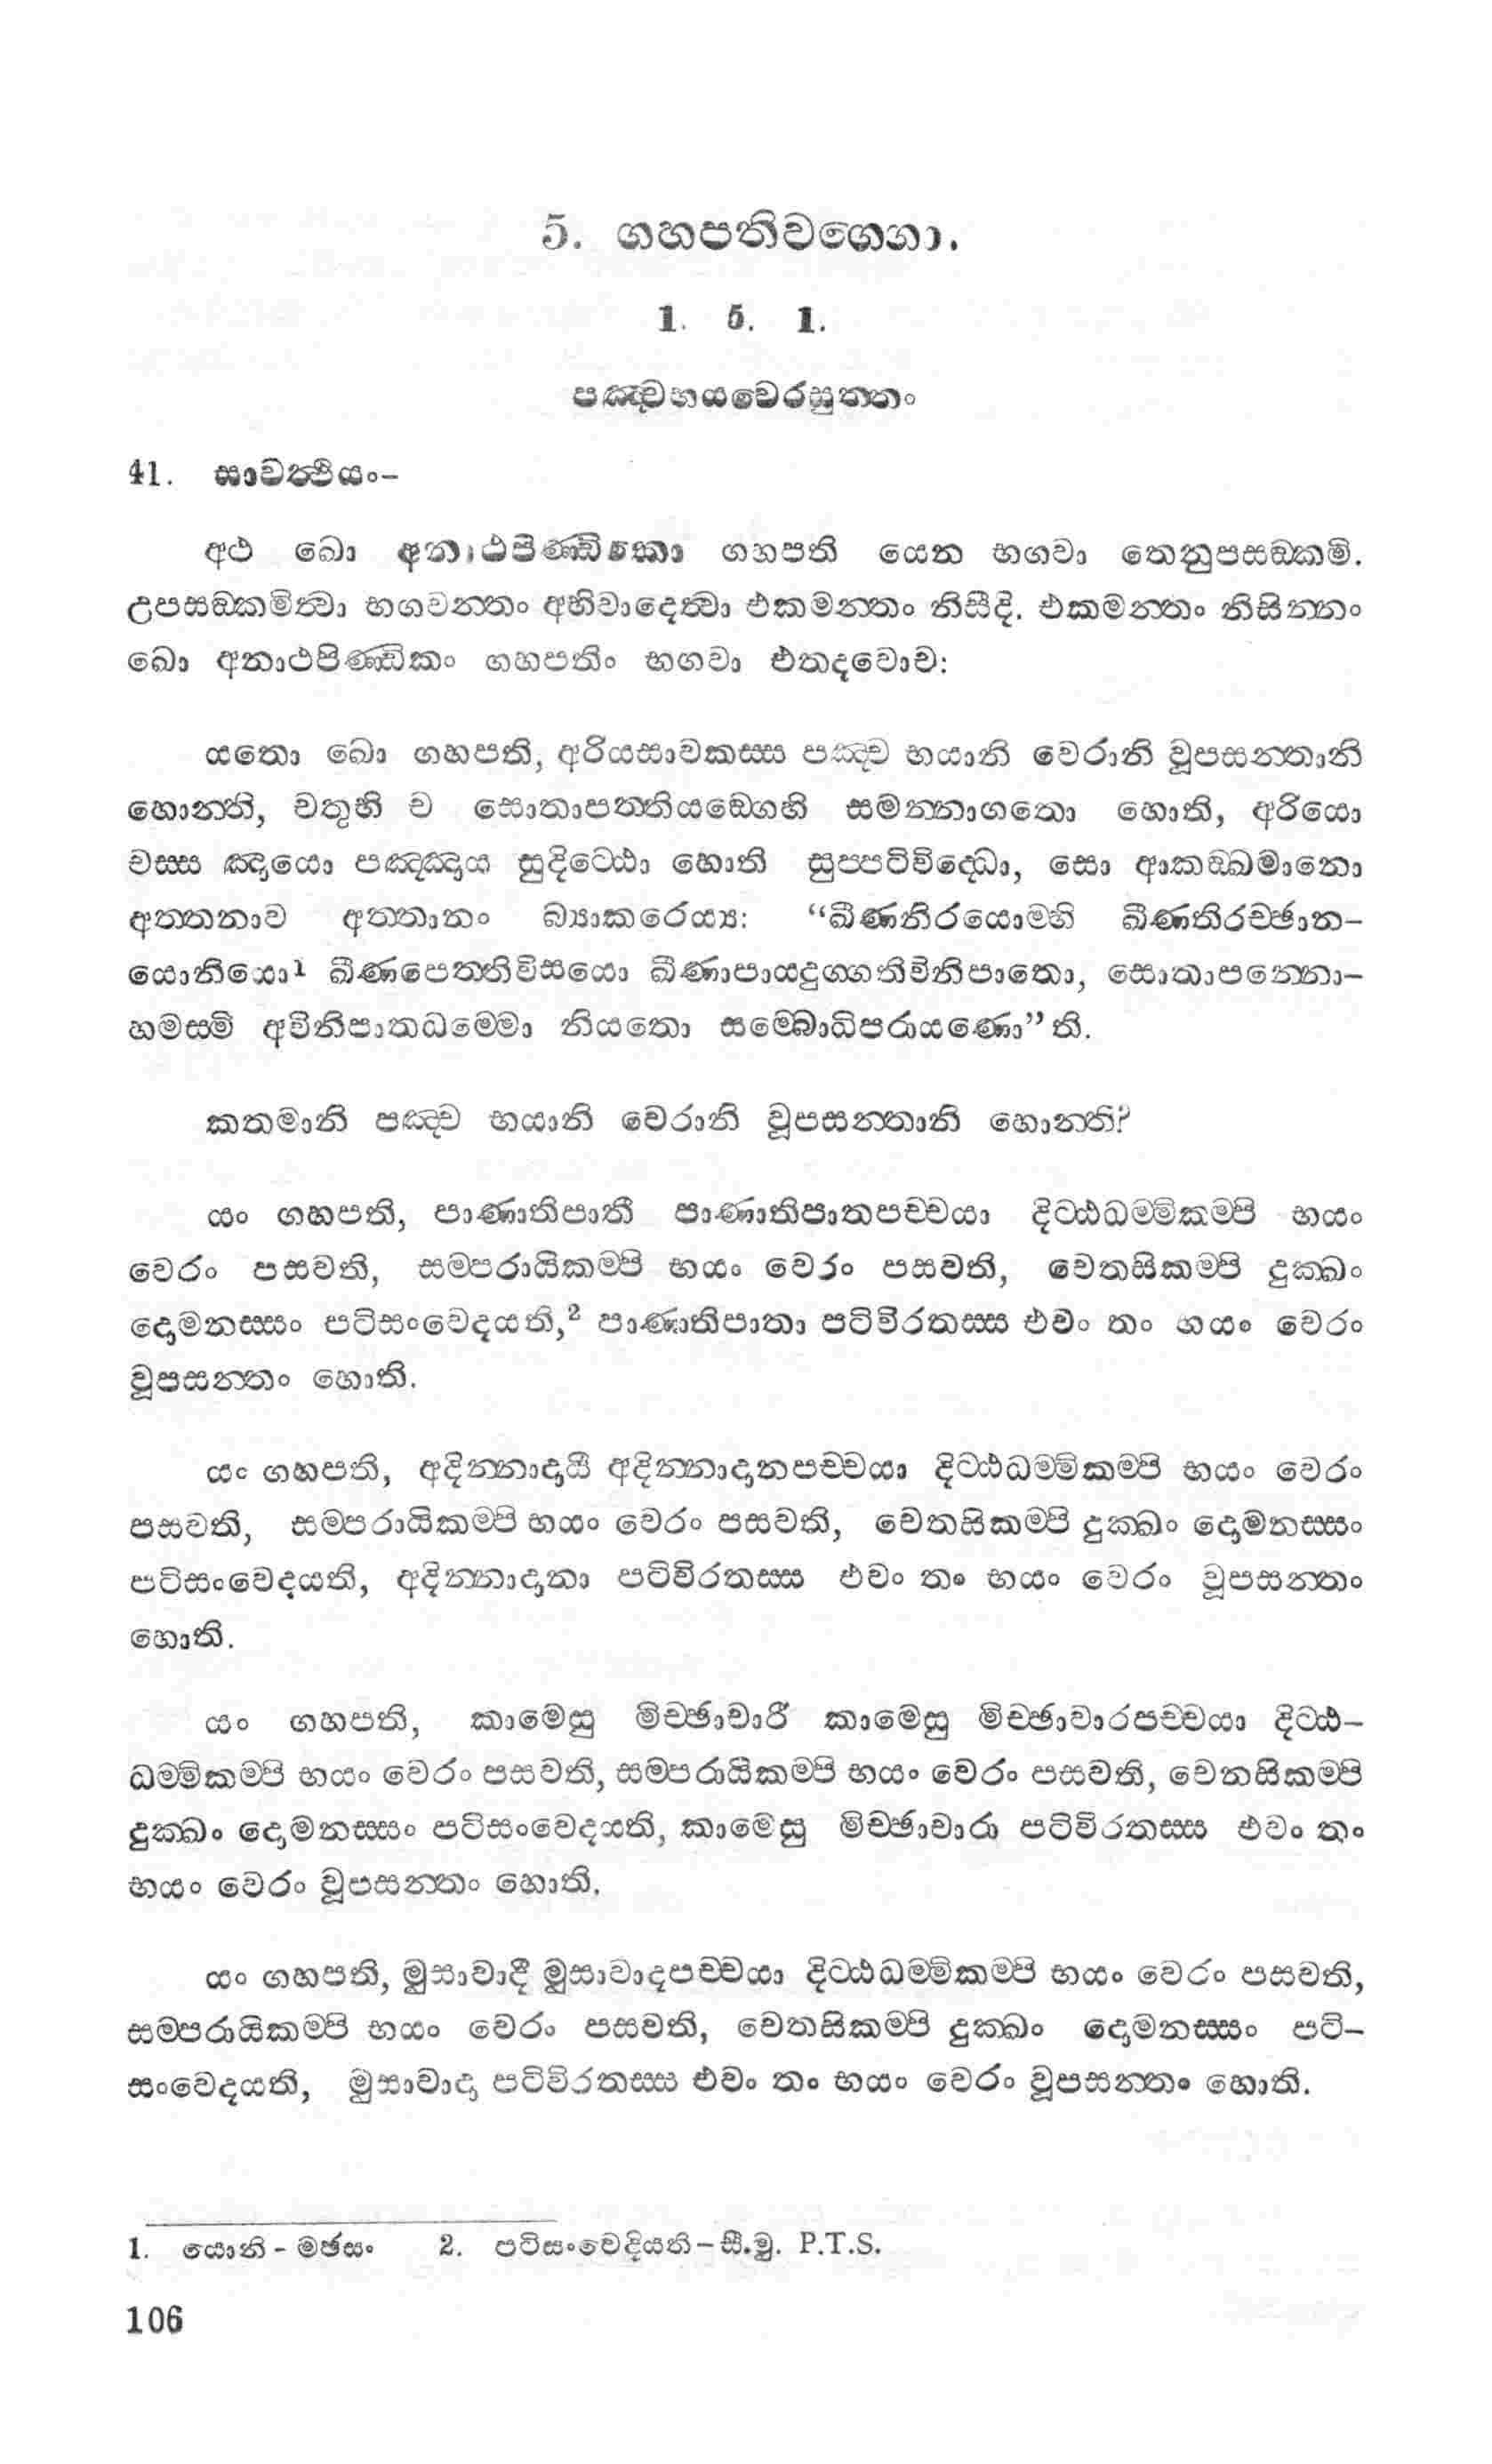 5. ගහපතිවග්ගො.
1. 5. 1.
පඤ්චභයවෙරසුත්තං
41. සාවත්ථියං-
අථ ඛො අනාථපිණ්ඩිකො ගහපති යෙන භගවා තෙනුපසඞ්කමි.
උපසඞ්කමිත්වා භගවන්තං අභිවාදෙත්වා එකමන්තං නිසීදි. එකමන්තං නිසින්නං
ඛො අනාථපිණ්ඩිකං ගහපතිං භගවා එතදවොච:
යතො ඛො ගහපති, අරියසාවකස්ස පඤ්ච භයානි වෙරානි වූපසන්තානි
හොන්ති, චතූහි ච සොතාපත්තියඞ්ගෙහි සමන්නාගතො හොති, අරියො
චස්ස ඤායො පඤ්ඤාය සුදිට්ඨො හොති සුප්පටිවිද්ධො, සො ආකඞ්ඛමානො
අත්තනාව අත්තානං බ්‍යාකරෙය්‍ය: “ඛීණනිරයොම්හි ඛීණතිරච්ඡාන-
යොනියො¹ ඛීණපෙත්තිවිසයො ඛීණාපායදුග්ගතිවිනිපාතො, සොතාපන්නො-
හමස්මි අවිනිපාතධම්මො නියතො සම්බොධිපරායණො” ති.
කතමානි පඤ්ච භයානි වෙරානි වූපසන්තානි හොන්ති?
යං ගහපති, පාණාතිපාතී පාණාතිපාතපච්චයා දිට්ඨධම්මිකම්පි භයං
වෙරං පසවති, සම්පරායිකම්පි භයං වෙරං පසවති, චෙතසිකම්පි දුක්ඛං
දොමනස්සං පටිසංවෙදයති,² පාණාතිපාතා පටිවිරතස්ස එවං තං භයං වෙරං
වූපසන්තං හොති.
යං ගහපති, අදින්නාදායී අදින්නාදානපච්චයා දිට්ඨධම්මිකම්පි භයං වෙරං
පසවති, සම්පරායිකම්පි භයං වෙරං පසවති, චෙතසිකම්පි දුක්ඛං දොමනස්සං
පටිසංවෙදයති, අදින්නාදානා පටිවිරතස්ස එවං තං භයං වෙරං වූපසන්තං
හොති.
යං ගහපති, කාමෙසු මිච්ඡාචාරී කාමෙසු මිච්ඡාචාරපච්චයා දිට්ඨ-
ධම්මිකම්පි භයං වෙරං පසවති, සම්පරායිකම්පි භයං වෙරං පසවති, චෙතසිකම්පි
දුක්ඛං දොමනස්සං පටිසංවෙදයති, කාමෙසු මිච්ඡාචාරා පටිවිරතස්ස එවං තං
භයං වෙරං වූපසන්තං හොති.
යං ගහපති, මුසාවාදී මුසාවාදපච්චයා දිට්ඨධම්මිකම්පි භයං වෙරං පසවති,
සම්පරායිකම්පි භයං වෙරං පසවති, චෙතසිකම්පි දුක්ඛං දොමනස්සං පටි-
සංවෙදයති, මුසාවාදා පටිවිරතස්ස එවං තං භයං වෙරං වූපසන්තං හොති.
1. යොනි - මඡසං 2. පටිසංවෙදියති - සී.මු. P.T.S.
106